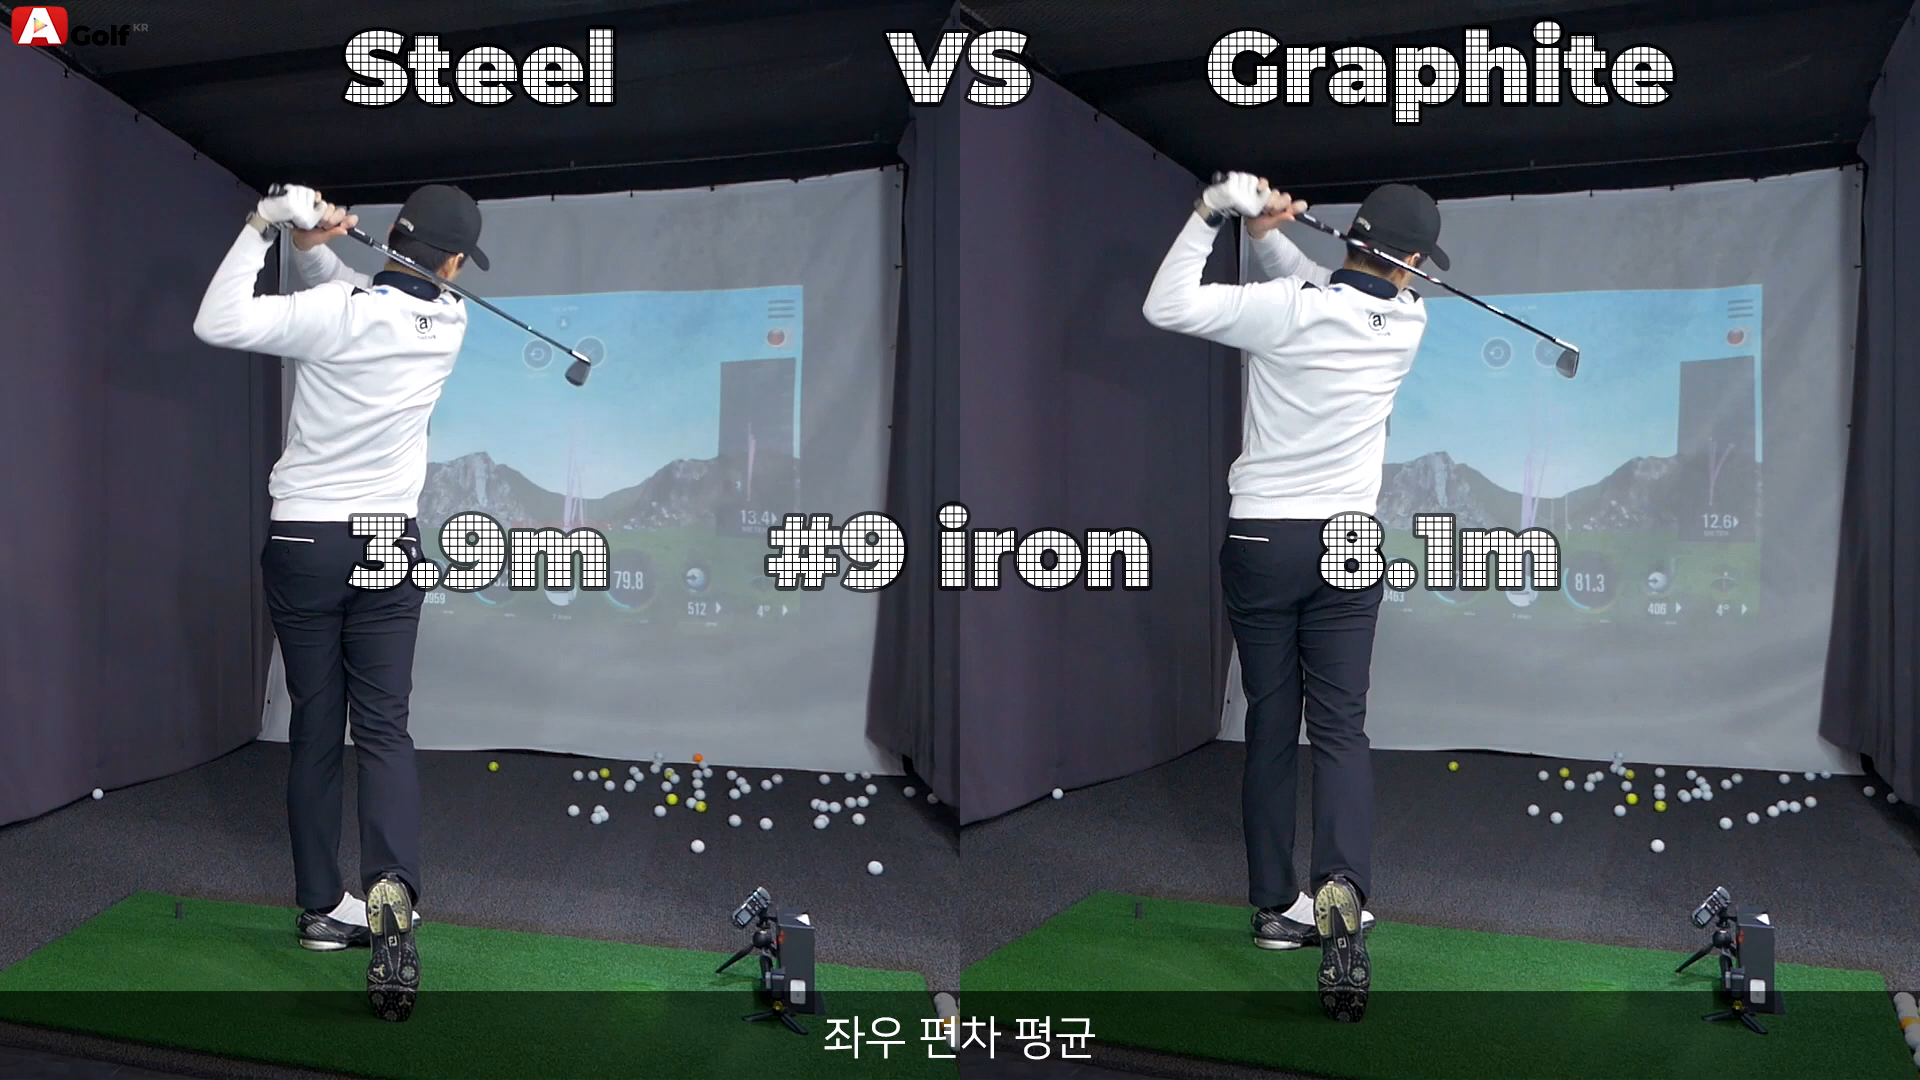 A Golf KR
Steel VS Graphite
a
a
13.4
12.6
3.9m #9 iron 8.1m
79.8
81.3
512
4°
406
4°
좌우 편차 평균